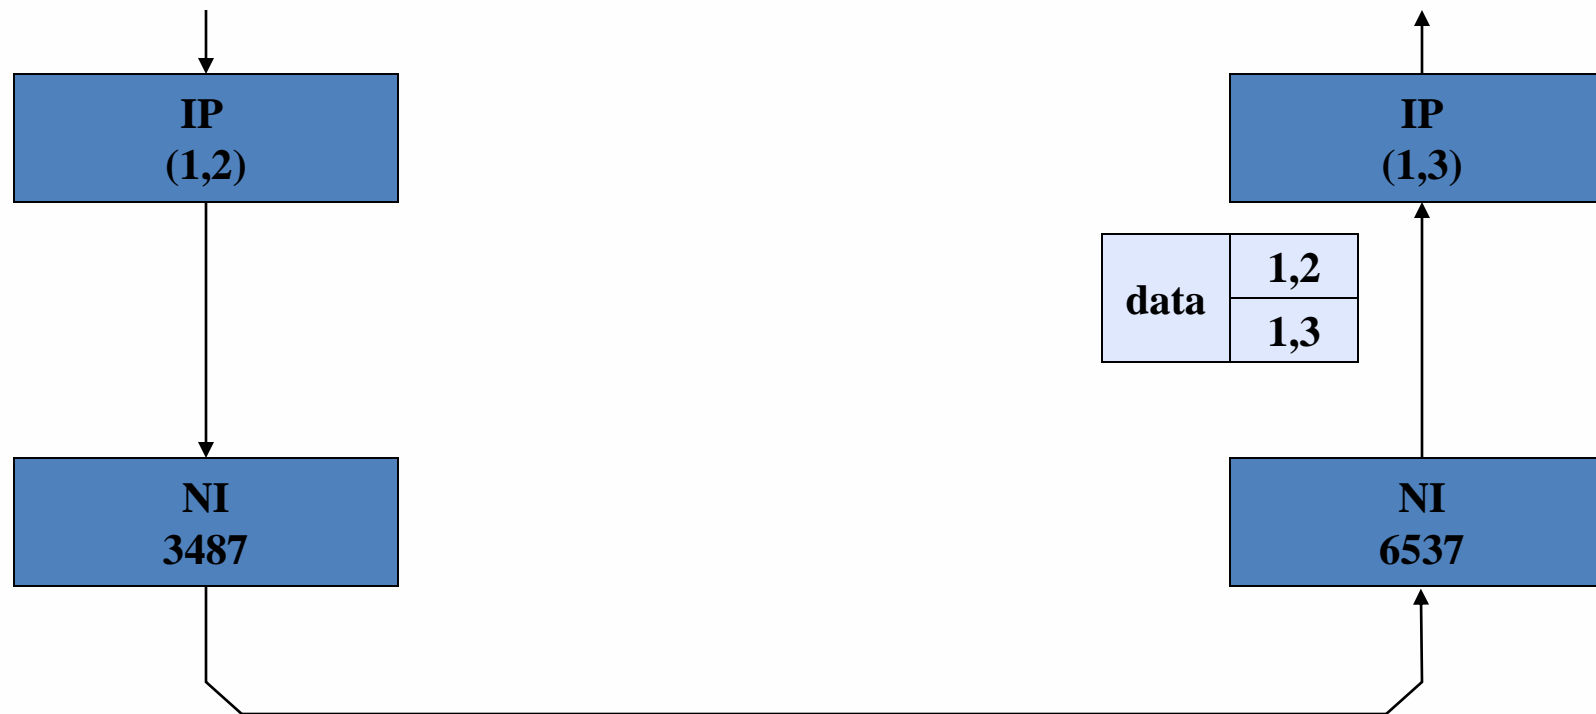 IP
(1,2)
IP
(1,3)
data
1,2
1,3
NI
3487
NI
6537